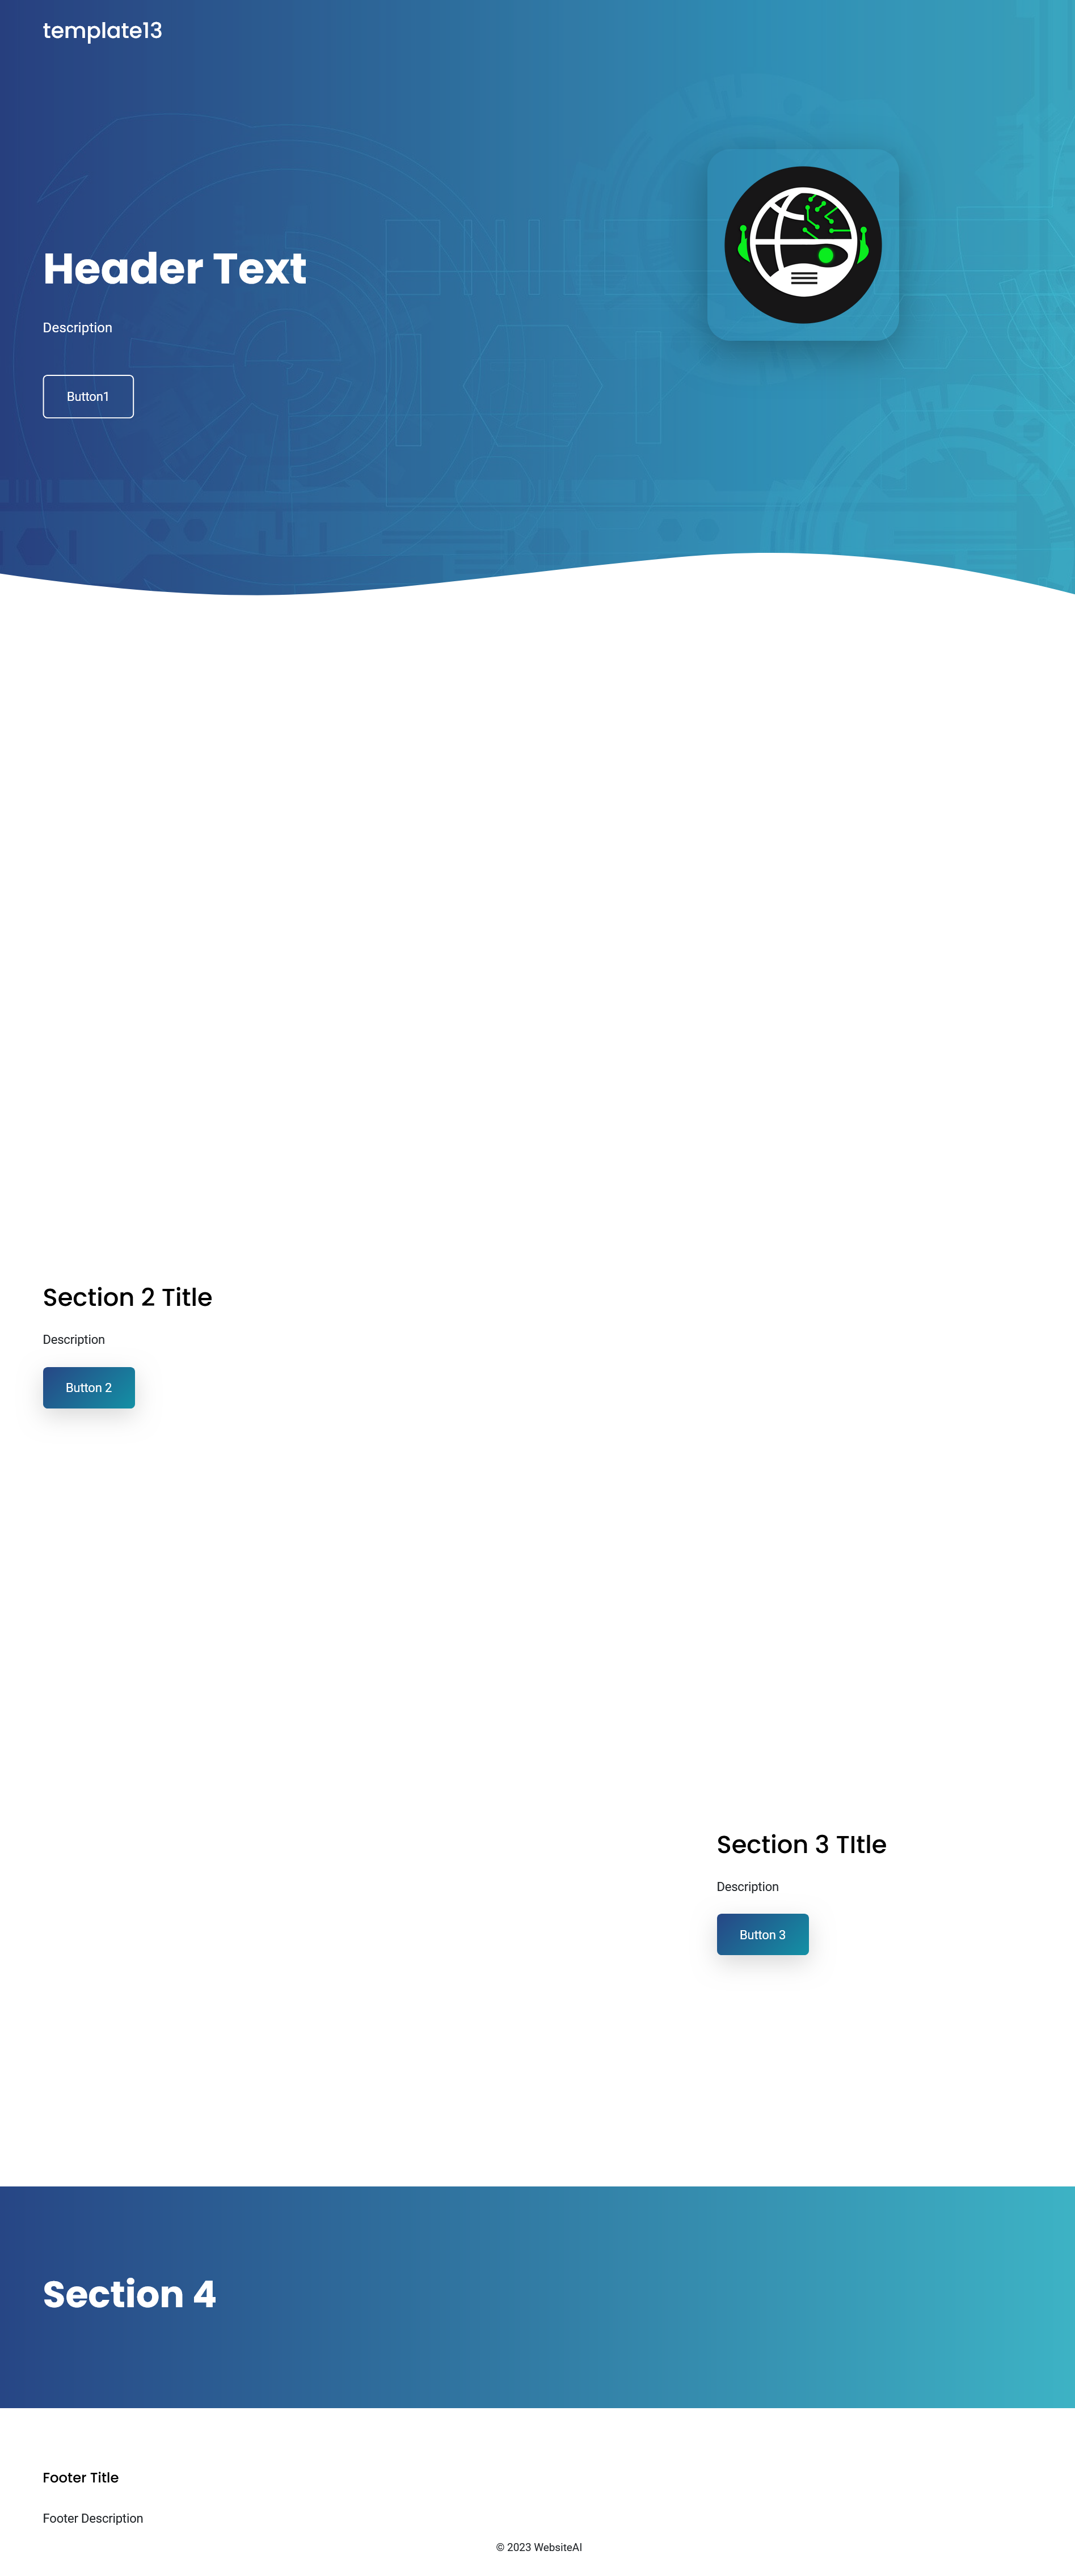 template13
Header Text
Description
Button1
Section 2 Title
Description
Button 2
Section 3 TItle
Description
Button 3
Section 4
Footer Title
Footer Description
© 2023 WebsiteAI